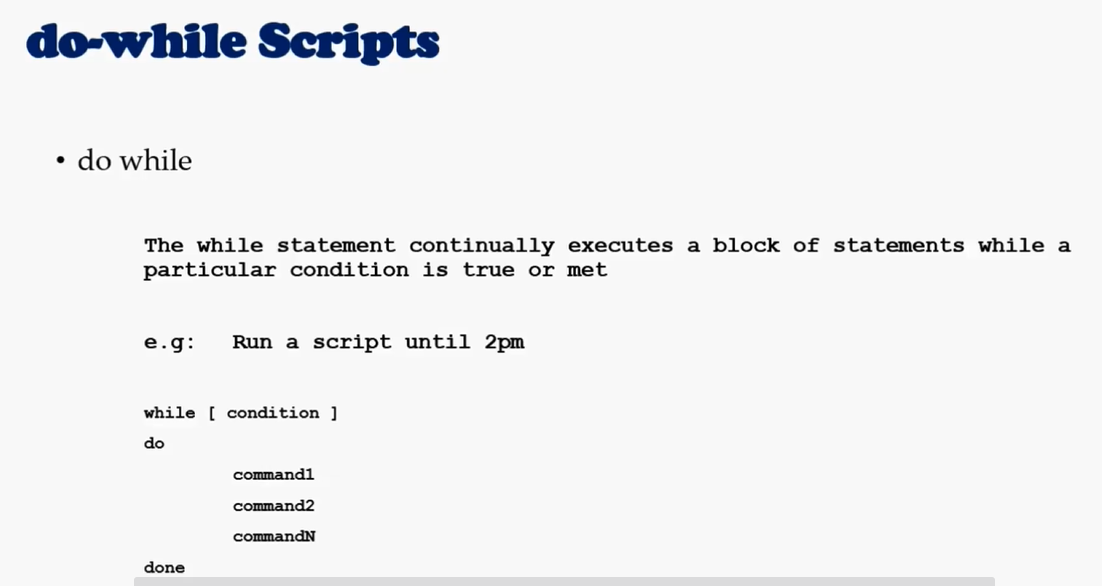 do-while Scripts
• do while
The while statement continually executes a block of statements while a
particular condition is true or met
e.g: Run a script until 2pm
while [ condition ]
do
command1
command2
commandN
done